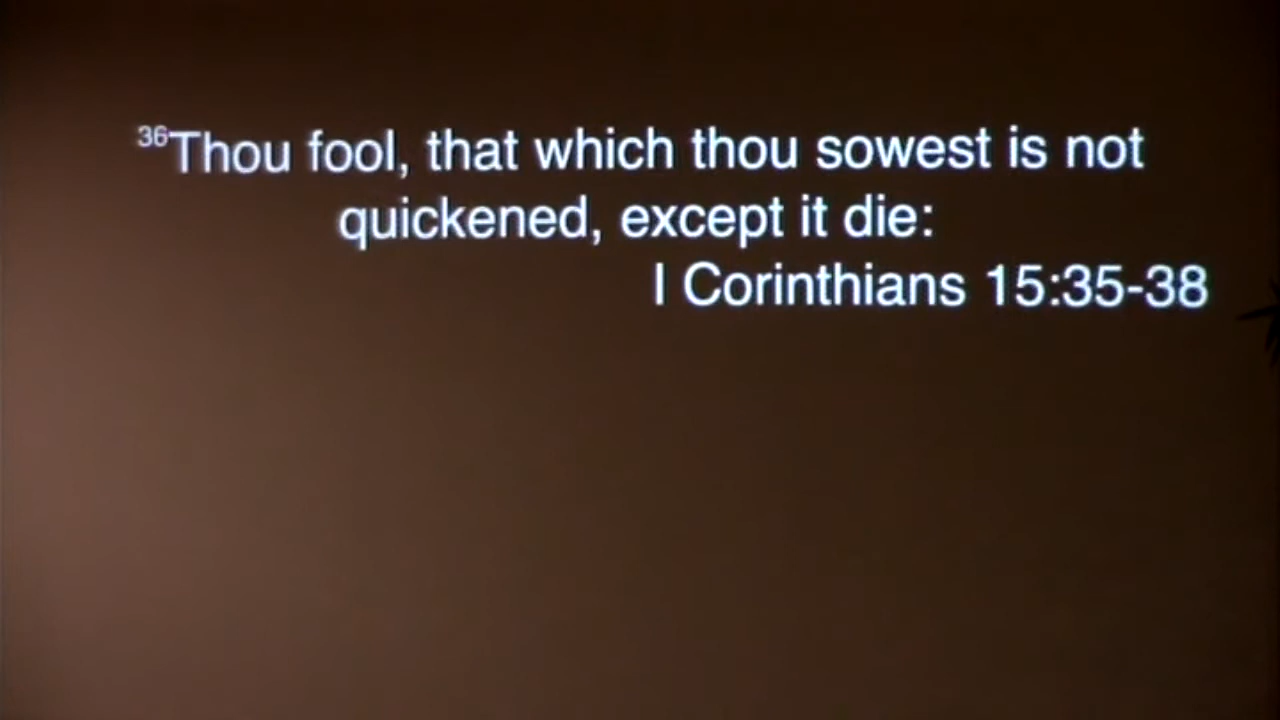 36Thou fool, that which thou sowest is not
quickened, except it die:
I Corinthians 15:35-38